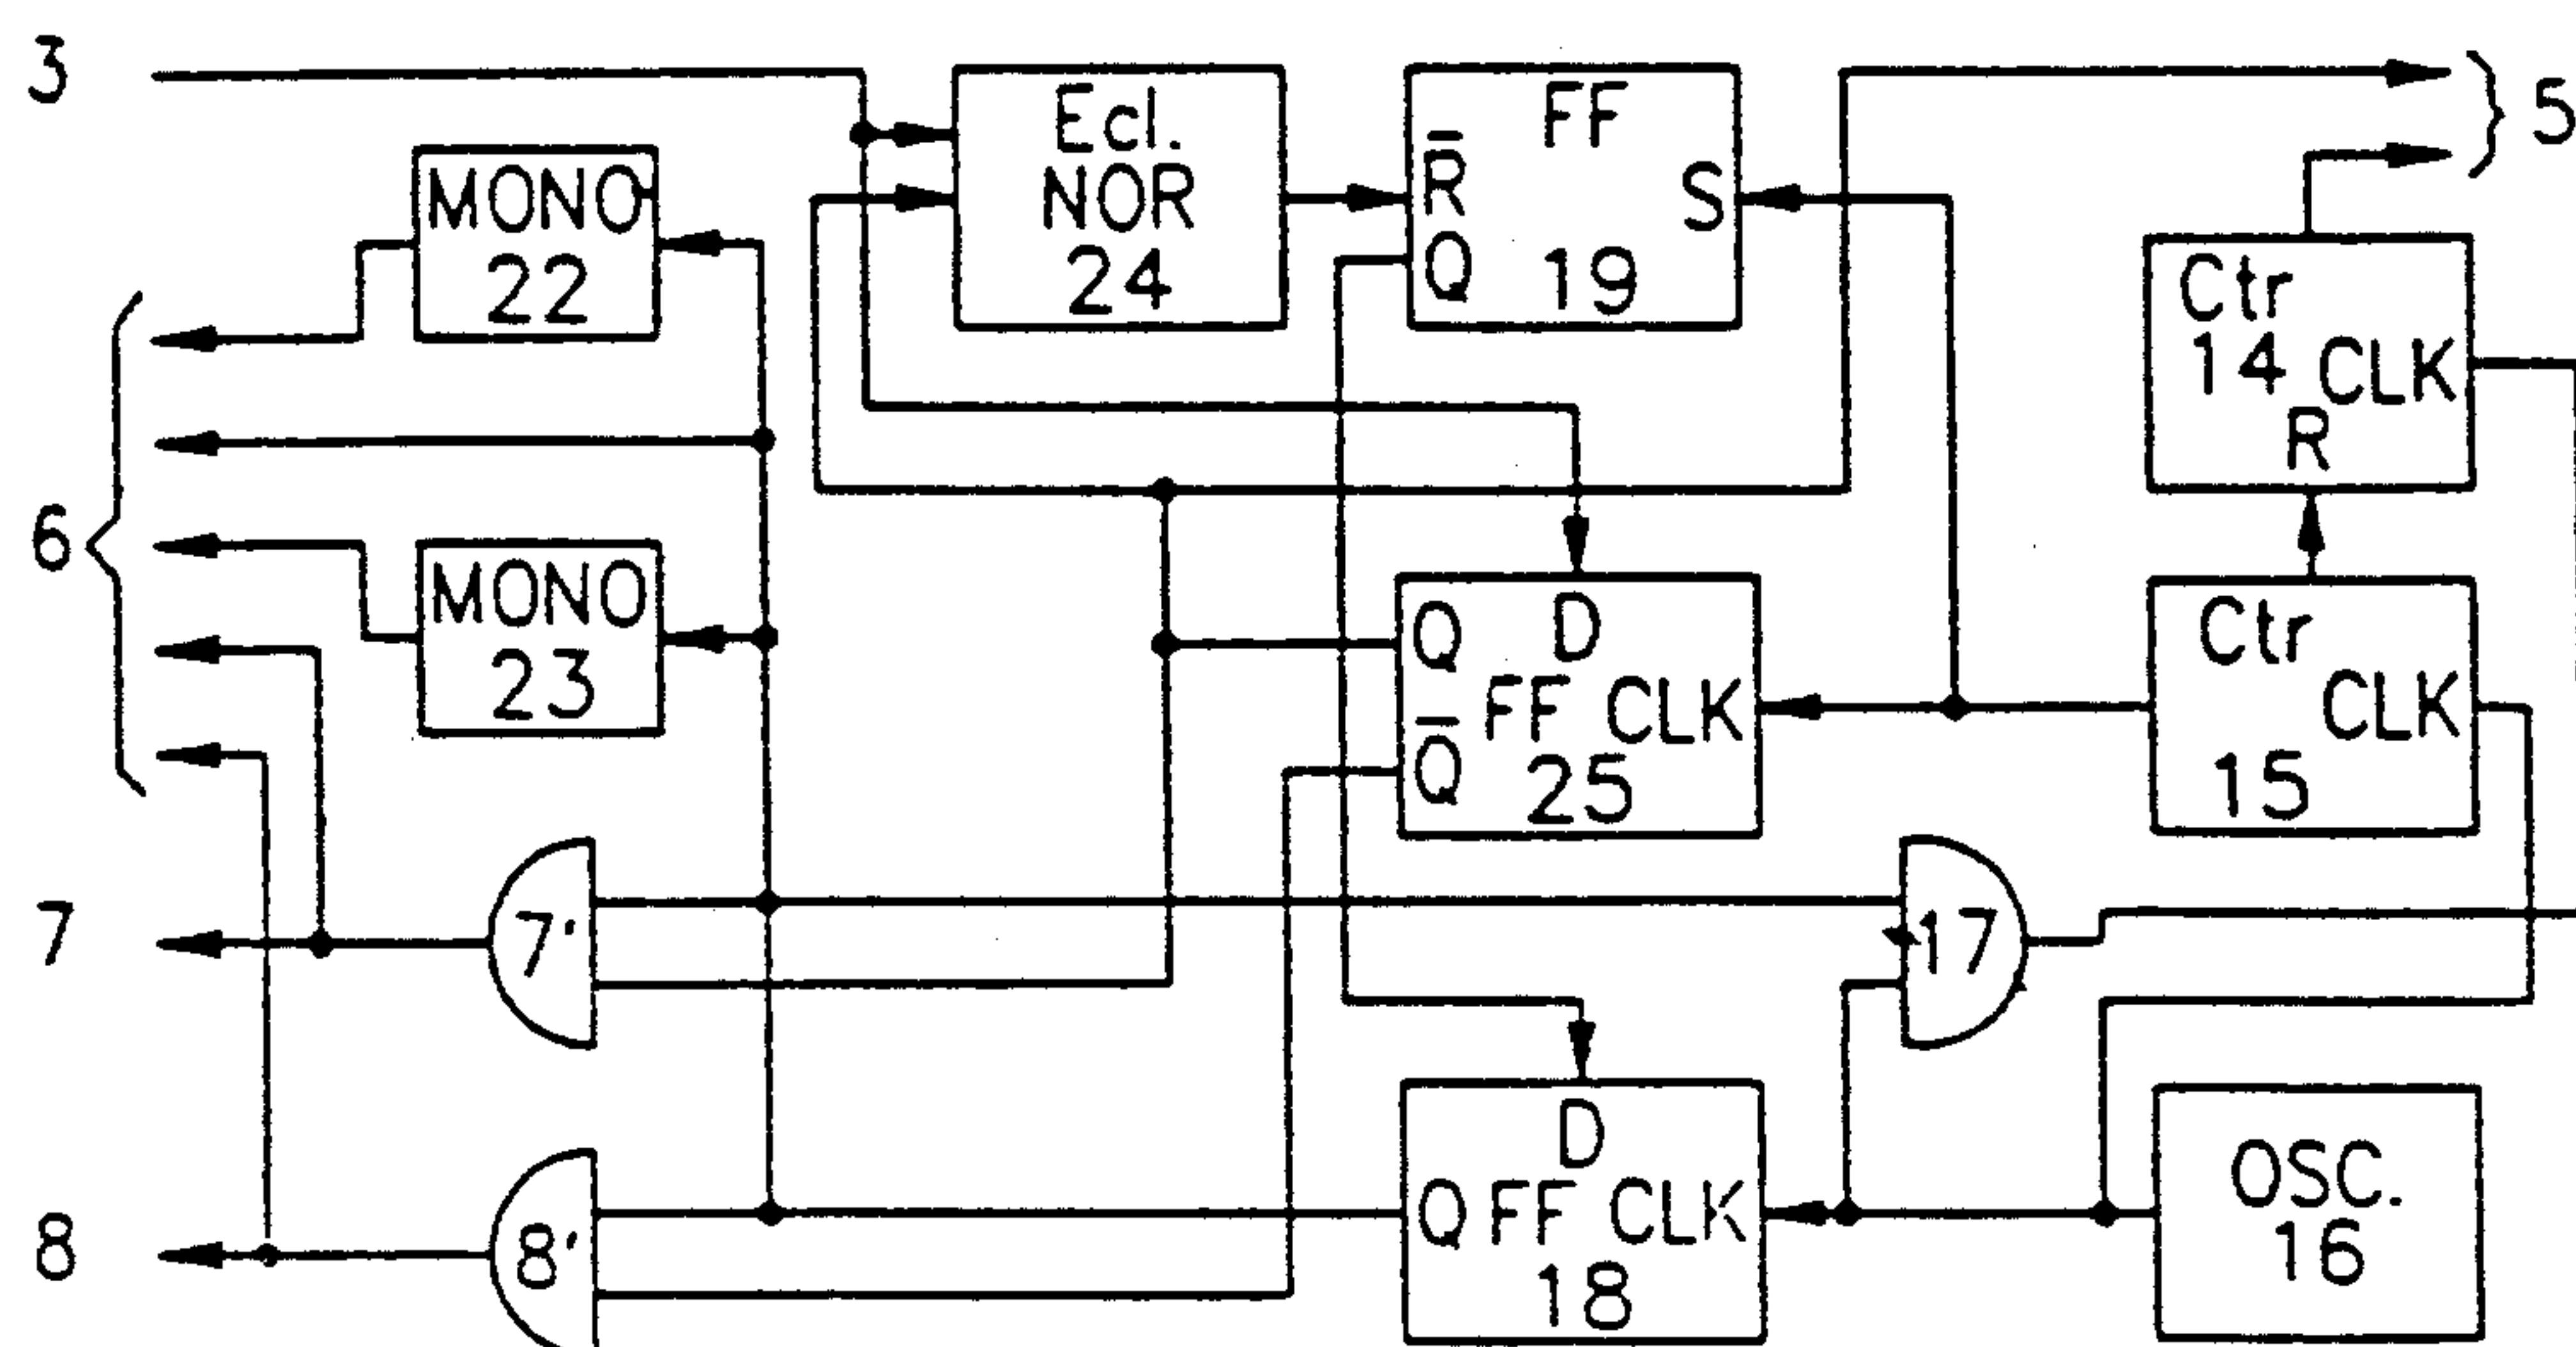 3
Ecl.
NOR
24
FF
R̅
S
Q
19
5
MONO
22
Ctr
14
CLK
R
6
MONO
23
Q
D
FF CLK
Q̅
25
Ctr
CLK
15
7
7'
17
8
8'
D
Q FF CLK
18
OSC.
16